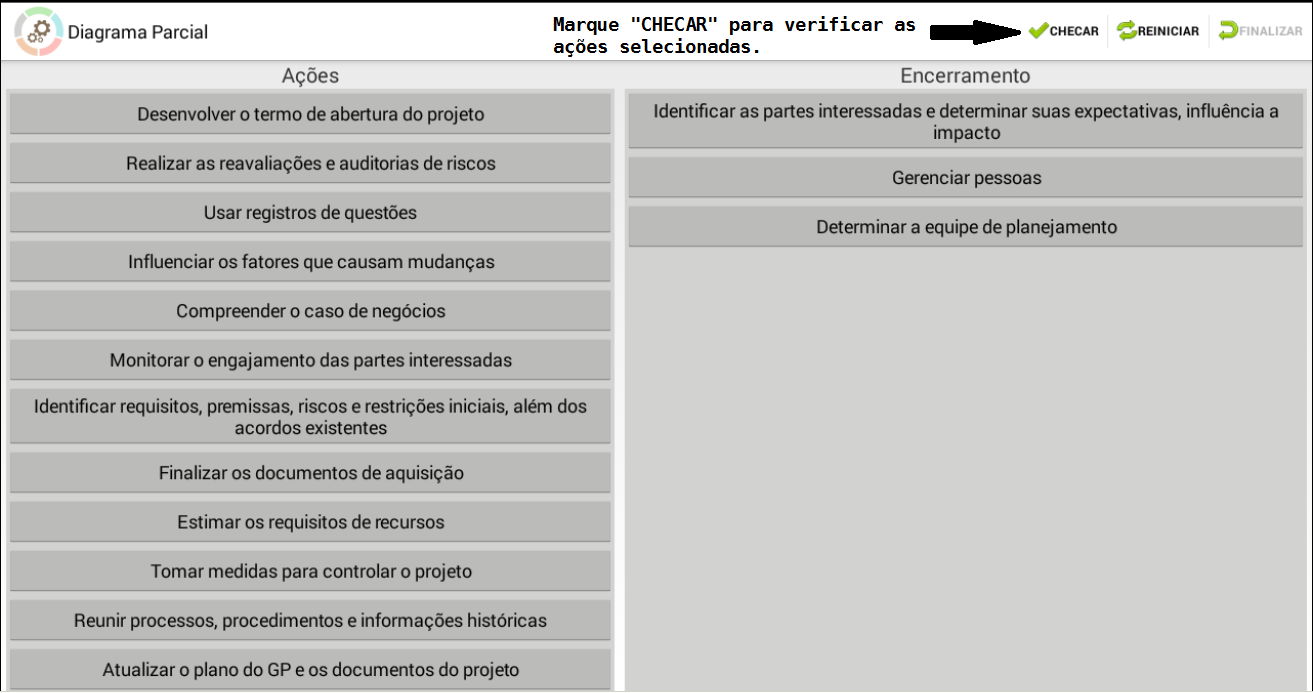 Diagrama Parcial
Marque "CHECAR" para verificar as
ações selecionadas.
CHECAR
REINICIAR
FINALIZAR
Ações
Desenvolver o termo de abertura do projeto
Realizar as reavaliações e auditorias de riscos
Usar registros de questões
Influenciar os fatores que causam mudanças
Compreender o caso de negócios
Monitorar o engajamento das partes interessadas
Identificar requisitos, premissas, riscos e restrições iniciais, além dos
acordos existentes
Finalizar os documentos de aquisição
Estimar os requisitos de recursos
Tomar medidas para controlar o projeto
Reunir processos, procedimentos e informações históricas
Atualizar o plano do GP e os documentos do projeto
Encerramento
Identificar as partes interessadas e determinar suas expectativas, influência a
impacto
Gerenciar pessoas
Determinar a equipe de planejamento